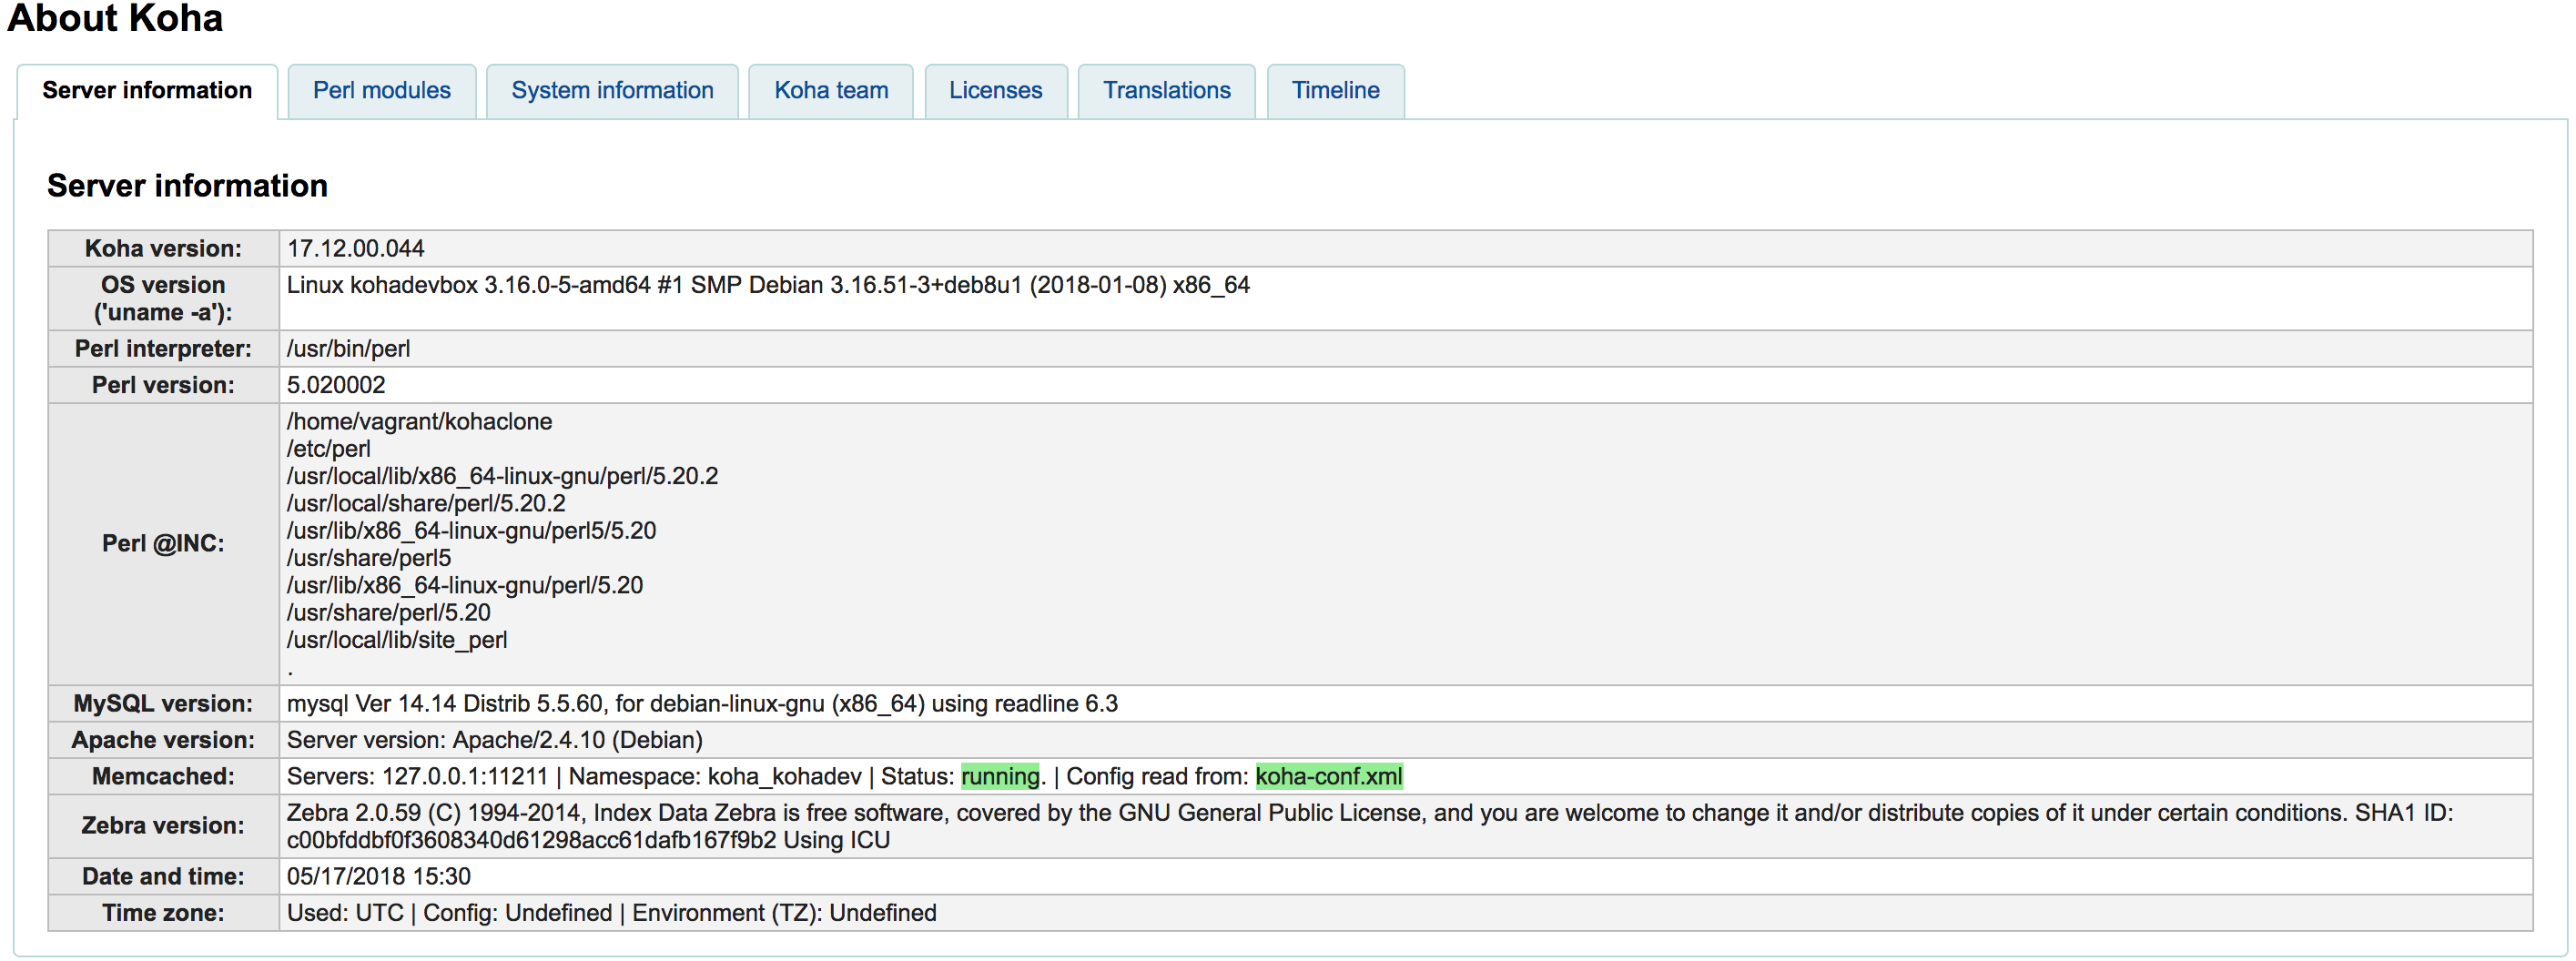 About Koha
Server information
Perl modules
System information
Koha team
Licenses
Translations
Timeline
Server information
Koha version: 17.12.00.044
OS version ('uname -a'): Linux kohadevbox 3.16.0-5-amd64 #1 SMP Debian 3.16.51-3+deb8u1 (2018-01-08) x86_64
Perl interpreter: /usr/bin/perl
Perl version: 5.020002
Perl @INC:
/home/vagrant/kohaclone
/etc/perl
/usr/local/lib/x86_64-linux-gnu/perl/5.20.2
/usr/local/share/perl/5.20.2
/usr/lib/x86_64-linux-gnu/perl5/5.20
/usr/share/perl5
/usr/lib/x86_64-linux-gnu/perl/5.20
/usr/share/perl/5.20
/usr/local/lib/site_perl
.
MySQL version: mysql Ver 14.14 Distrib 5.5.60, for debian-linux-gnu (x86_64) using readline 6.3
Apache version: Server version: Apache/2.4.10 (Debian)
Memcached: Servers: 127.0.0.1:11211 | Namespace: koha_kohadev | Status: running. | Config read from: koha-conf.xml
Zebra version: Zebra 2.0.59 (C) 1994-2014, Index Data Zebra is free software, covered by the GNU General Public License, and you are welcome to change it and/or distribute copies of it under certain conditions. SHA1 ID:
c00bfddbf0f3608340d61298acc61dafb167f9b2 Using ICU
Date and time: 05/17/2018 15:30
Time zone: Used: UTC | Config: Undefined | Environment (TZ): Undefined